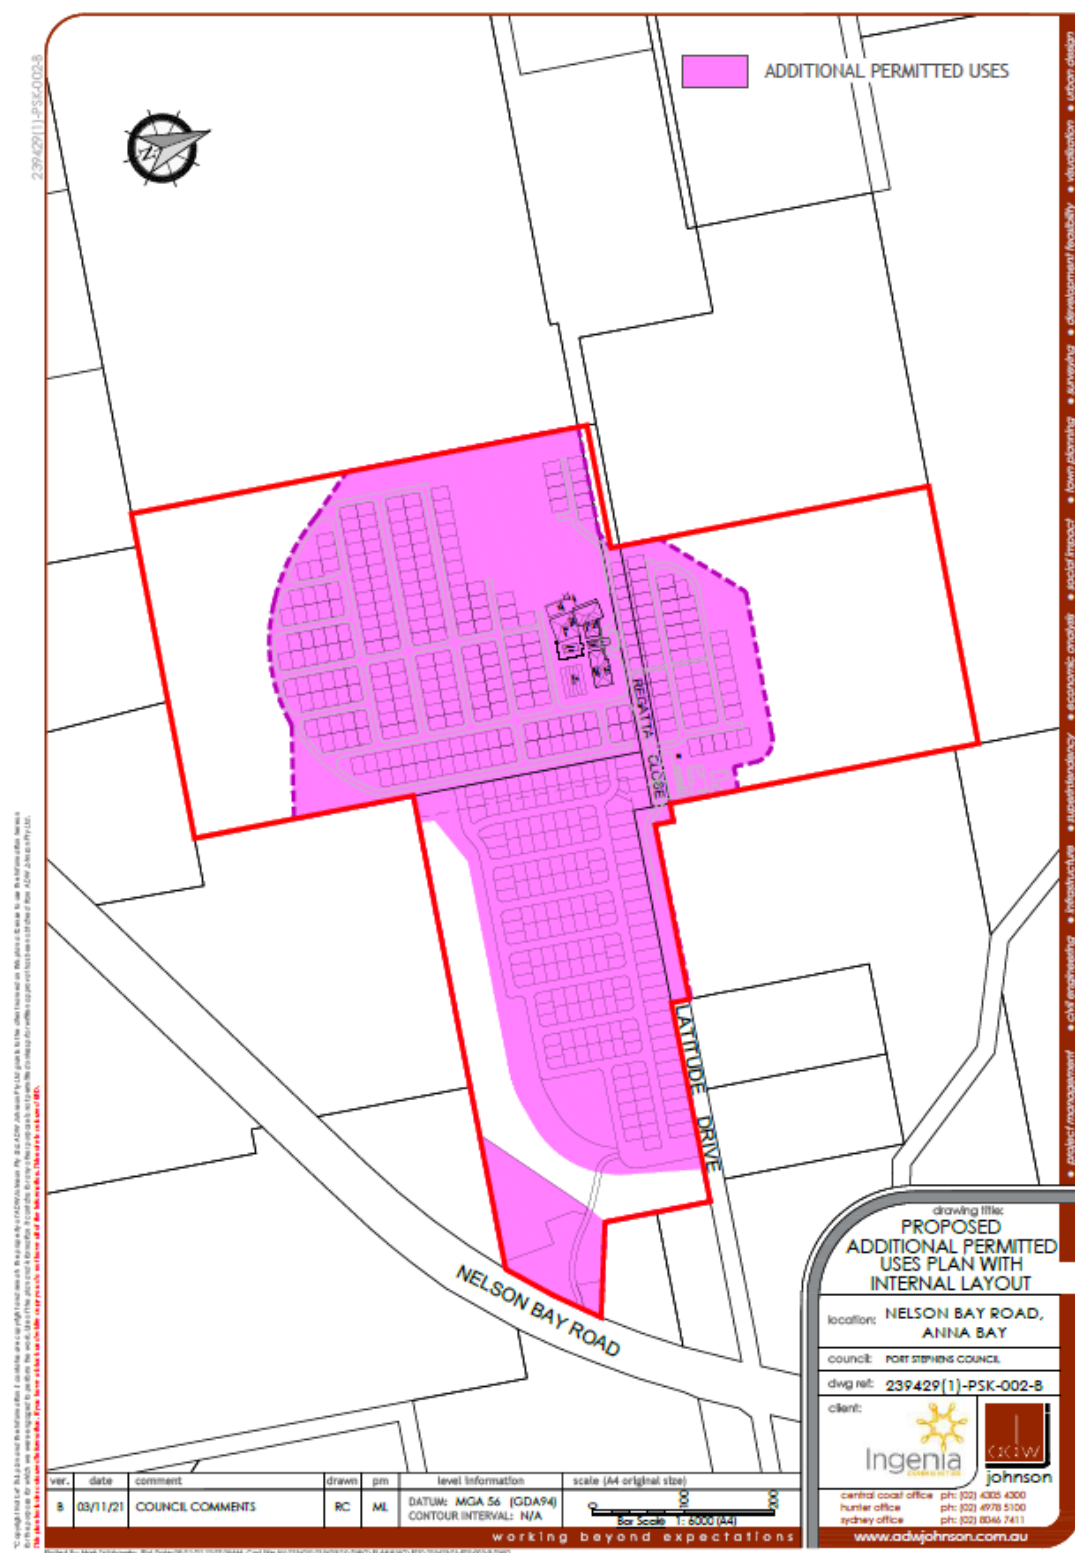 239429(1)-PSK-002-B
ADDITIONAL PERMITTED USES
N
REGATTA CLOSE
LATITUDE DRIVE
NELSON BAY ROAD
project management • civil engineering • infrastructure • superintendency • economic analysis • social impact • town planning • surveying • development feasibility • visualisation • urban design
drawing title:
PROPOSED
ADDITIONAL PERMITTED
USES PLAN WITH
INTERNAL LAYOUT
location: NELSON BAY ROAD,
ANNA BAY
council: PORT STEPHENS COUNCIL
dwg ref: 239429(1)-PSK-002-B
client:
Ingenia
adw
johnson
central coast office ph: (02) 4305 4300
hunter office ph: (02) 4978 5100
sydney office ph: (02) 8046 7411
www.adwjohnson.com.au
ver. date comment drawn pm level information scale (A4 original size)
B 03/11/21 COUNCIL COMMENTS RC ML
DATUM: MGA 56 (GDA94)
CONTOUR INTERVAL: N/A
0 100 200
Bar Scale 1: 6000 (A4)
working beyond expectations